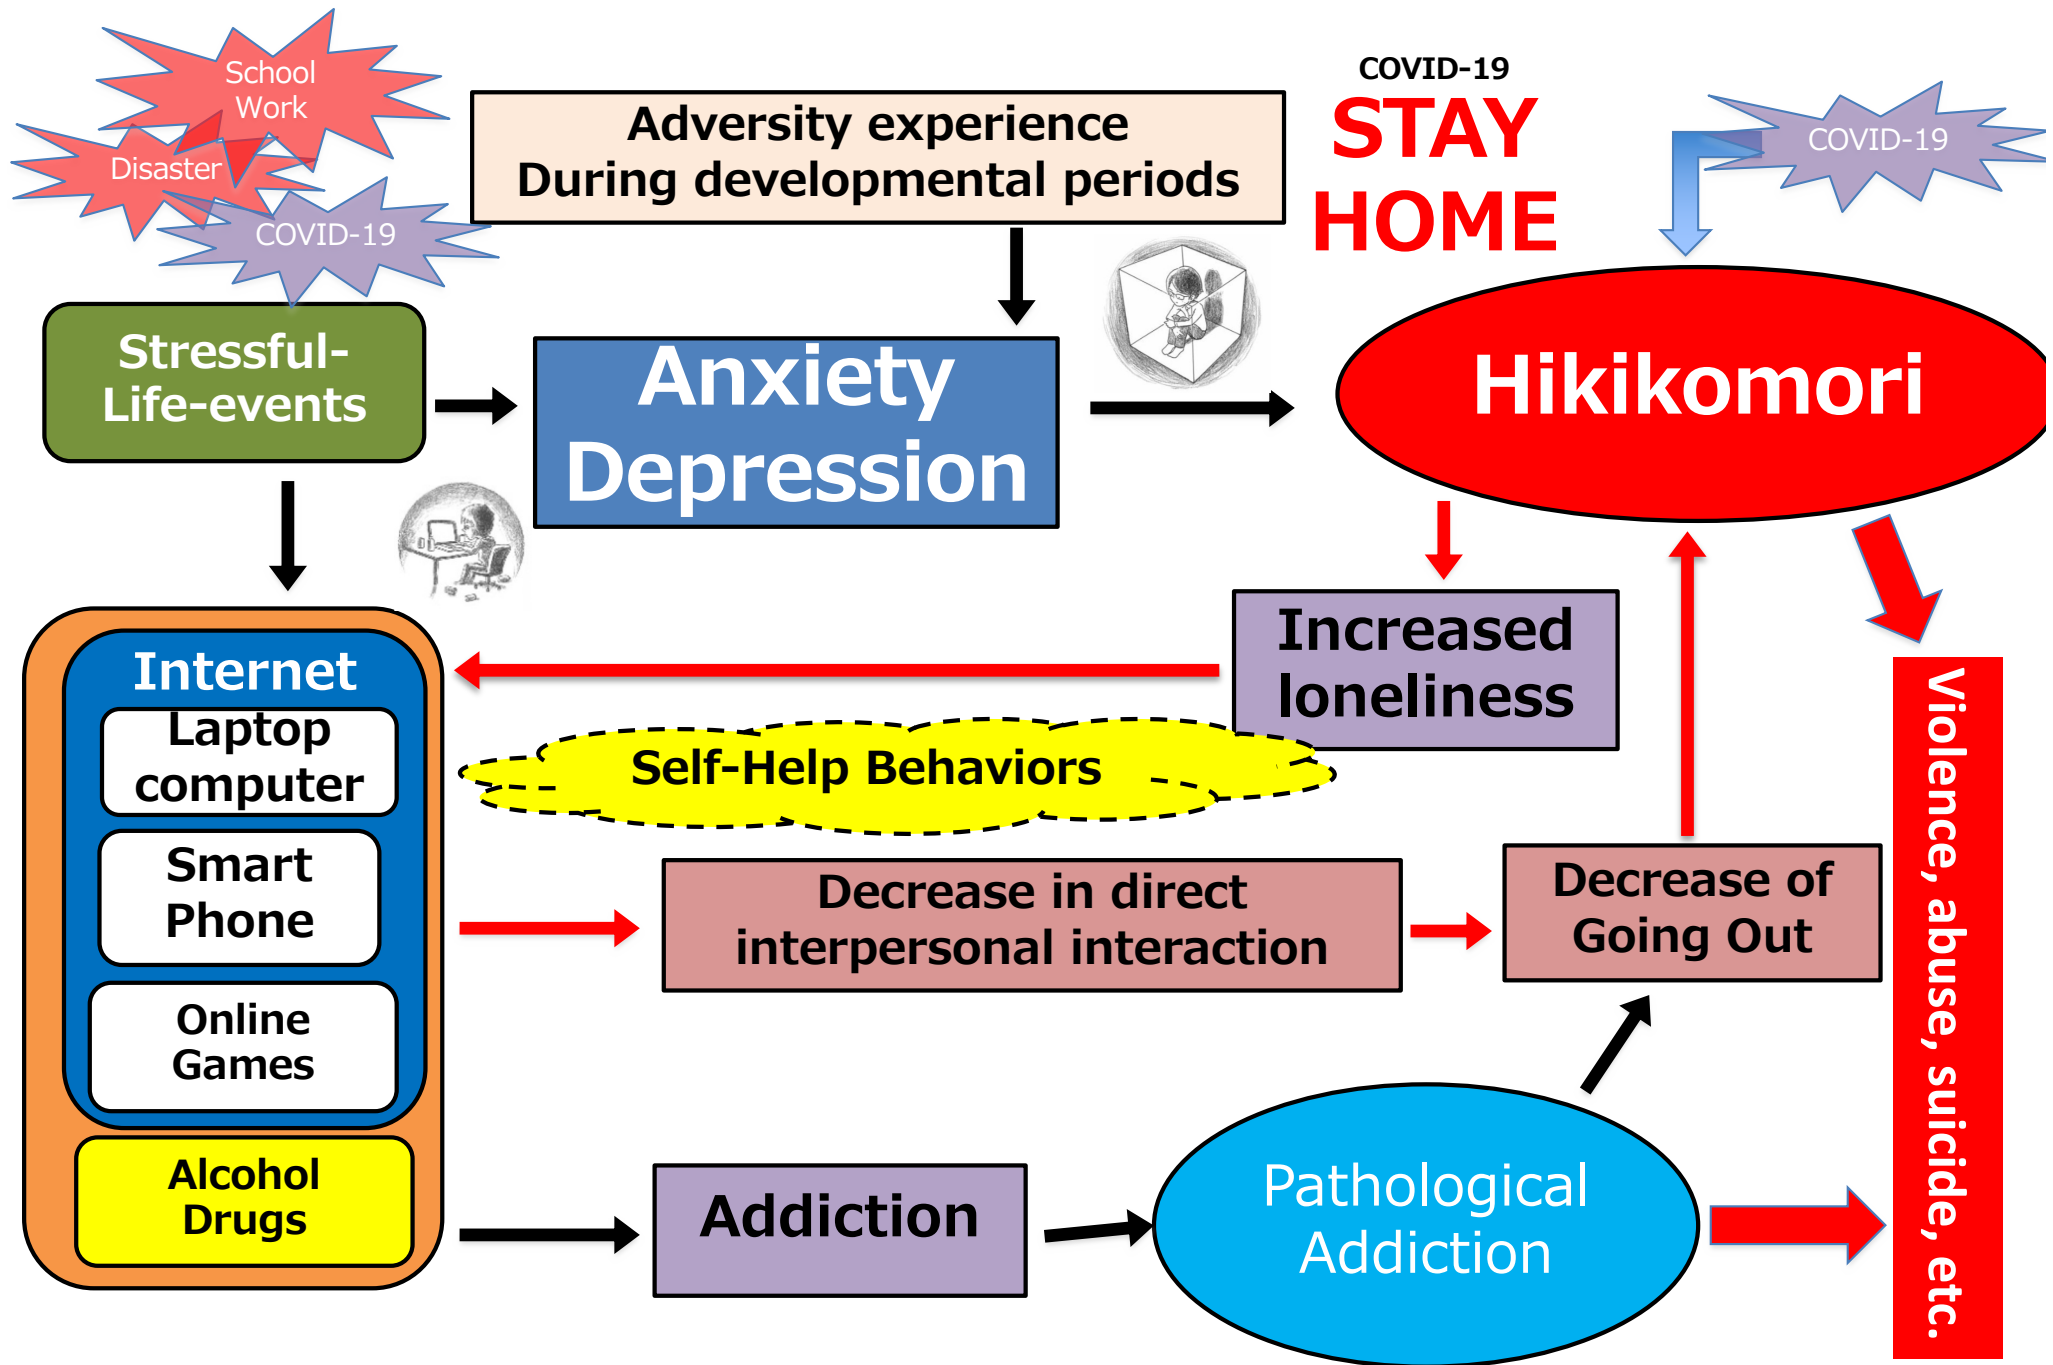 School
Work
Disaster
COVID-19
Adversity experience
During developmental periods
COVID-19
STAY
HOME
COVID-19
Stressful-
Life-events
Anxiety
Depression
Hikikomori
Increased
loneliness
Internet
Laptop
computer
Smart
Phone
Online
Games
Alcohol
Drugs
Self-Help Behaviors
Decrease in direct
interpersonal interaction
Decrease of
Going Out
Addiction
Pathological
Addiction
Violence, abuse, suicide, etc.